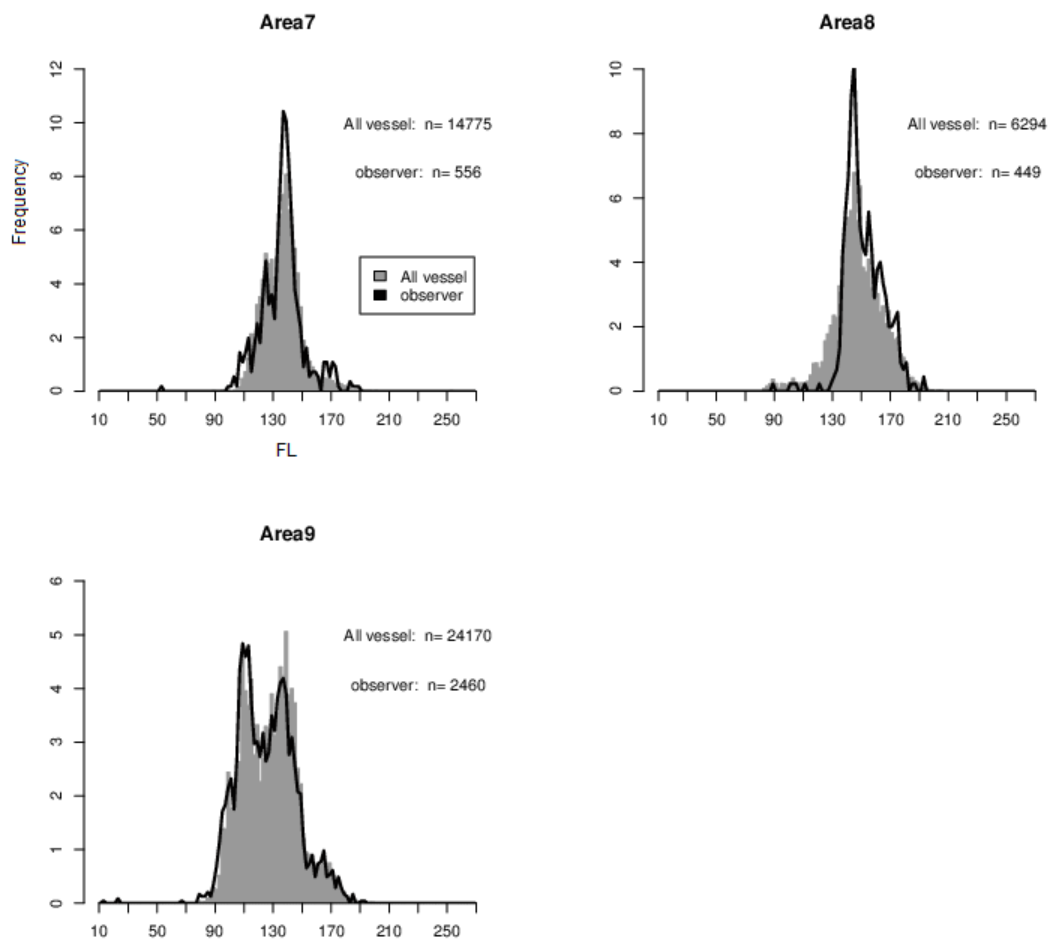 Area7
Frequency
12
10
8
6
4
2
0
All vessel: n= 14775
observer: n= 556
All vessel
observer
10 50 90 130 170 210 250
FL
Area8
10
8
6
4
2
0
All vessel: n= 6294
observer: n= 449
10 50 90 130 170 210 250
Area9
6
5
4
3
2
1
0
All vessel: n= 24170
observer: n= 2460
10 50 90 130 170 210 250